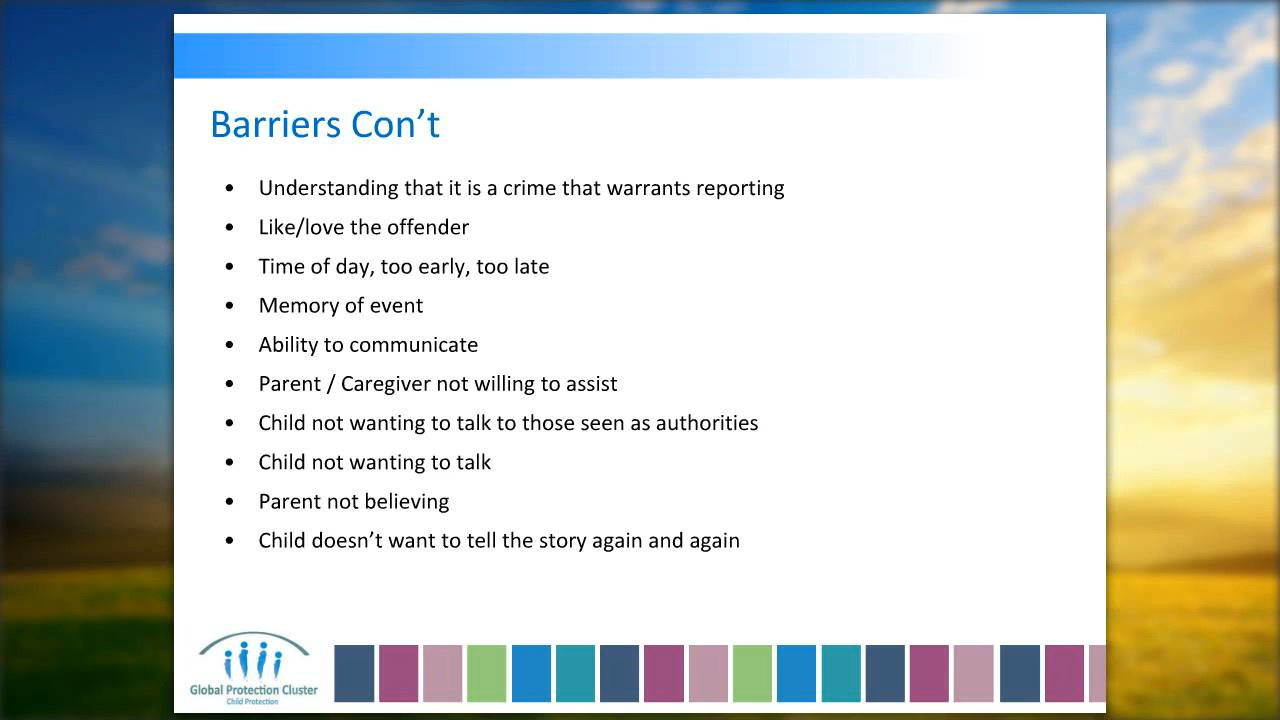 Barriers Con’t
• Understanding that it is a crime that warrants reporting
• Like/love the offender
• Time of day, too early, too late
• Memory of event
• Ability to communicate
• Parent / Caregiver not willing to assist
• Child not wanting to talk to those seen as authorities
• Child not wanting to talk
• Parent not believing
• Child doesn’t want to tell the story again and again
Global Protection Cluster
Child Protection